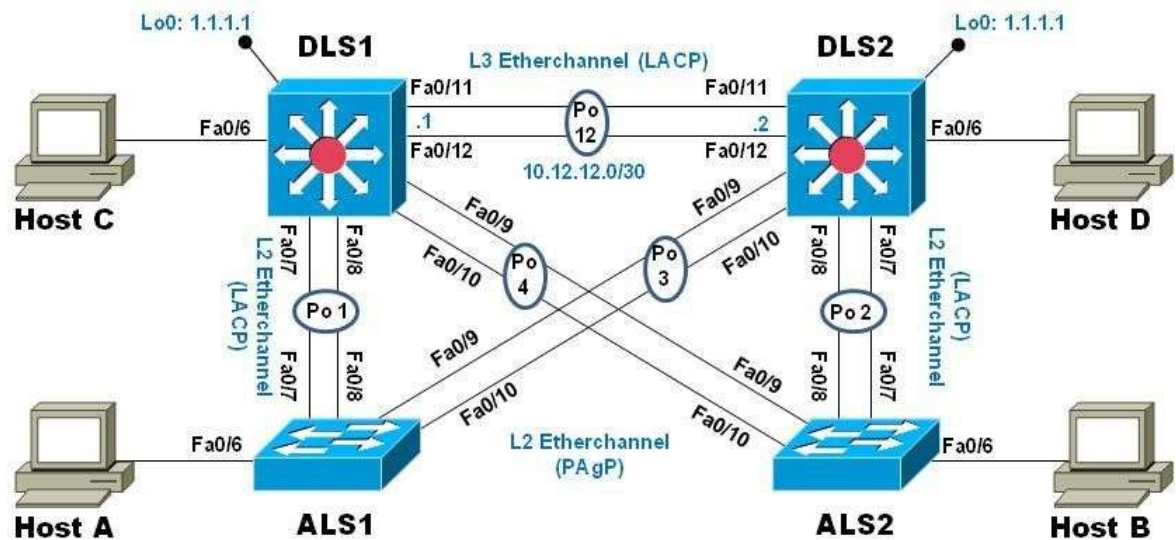 Lo0: 1.1.1.1
Lo0: 1.1.1.1
DLS1
DLS2
L3 Etherchannel (LACP)
Fa0/11
Fa0/11
Po
12
Fa0/6
.1
.2
Fa0/6
Fa0/12
Fa0/12
10.12.12.0/30
Host C
Host D
Fa0/9
Fa0/9
Fa0/7
Fa0/8
Fa0/10
Fa0/10
Fa0/8
Fa0/7
Po
4
Po
3
L2 Etherchannel
(LACP)
Po 1
Po 2
L2 Etherchannel
(LACP)
Fa0/7
Fa0/8
Fa0/9
Fa0/10
Fa0/9
Fa0/10
Fa0/8
Fa0/7
L2 Etherchannel
(PAgP)
Fa0/6
Fa0/6
Host A
ALS1
ALS2
Host B